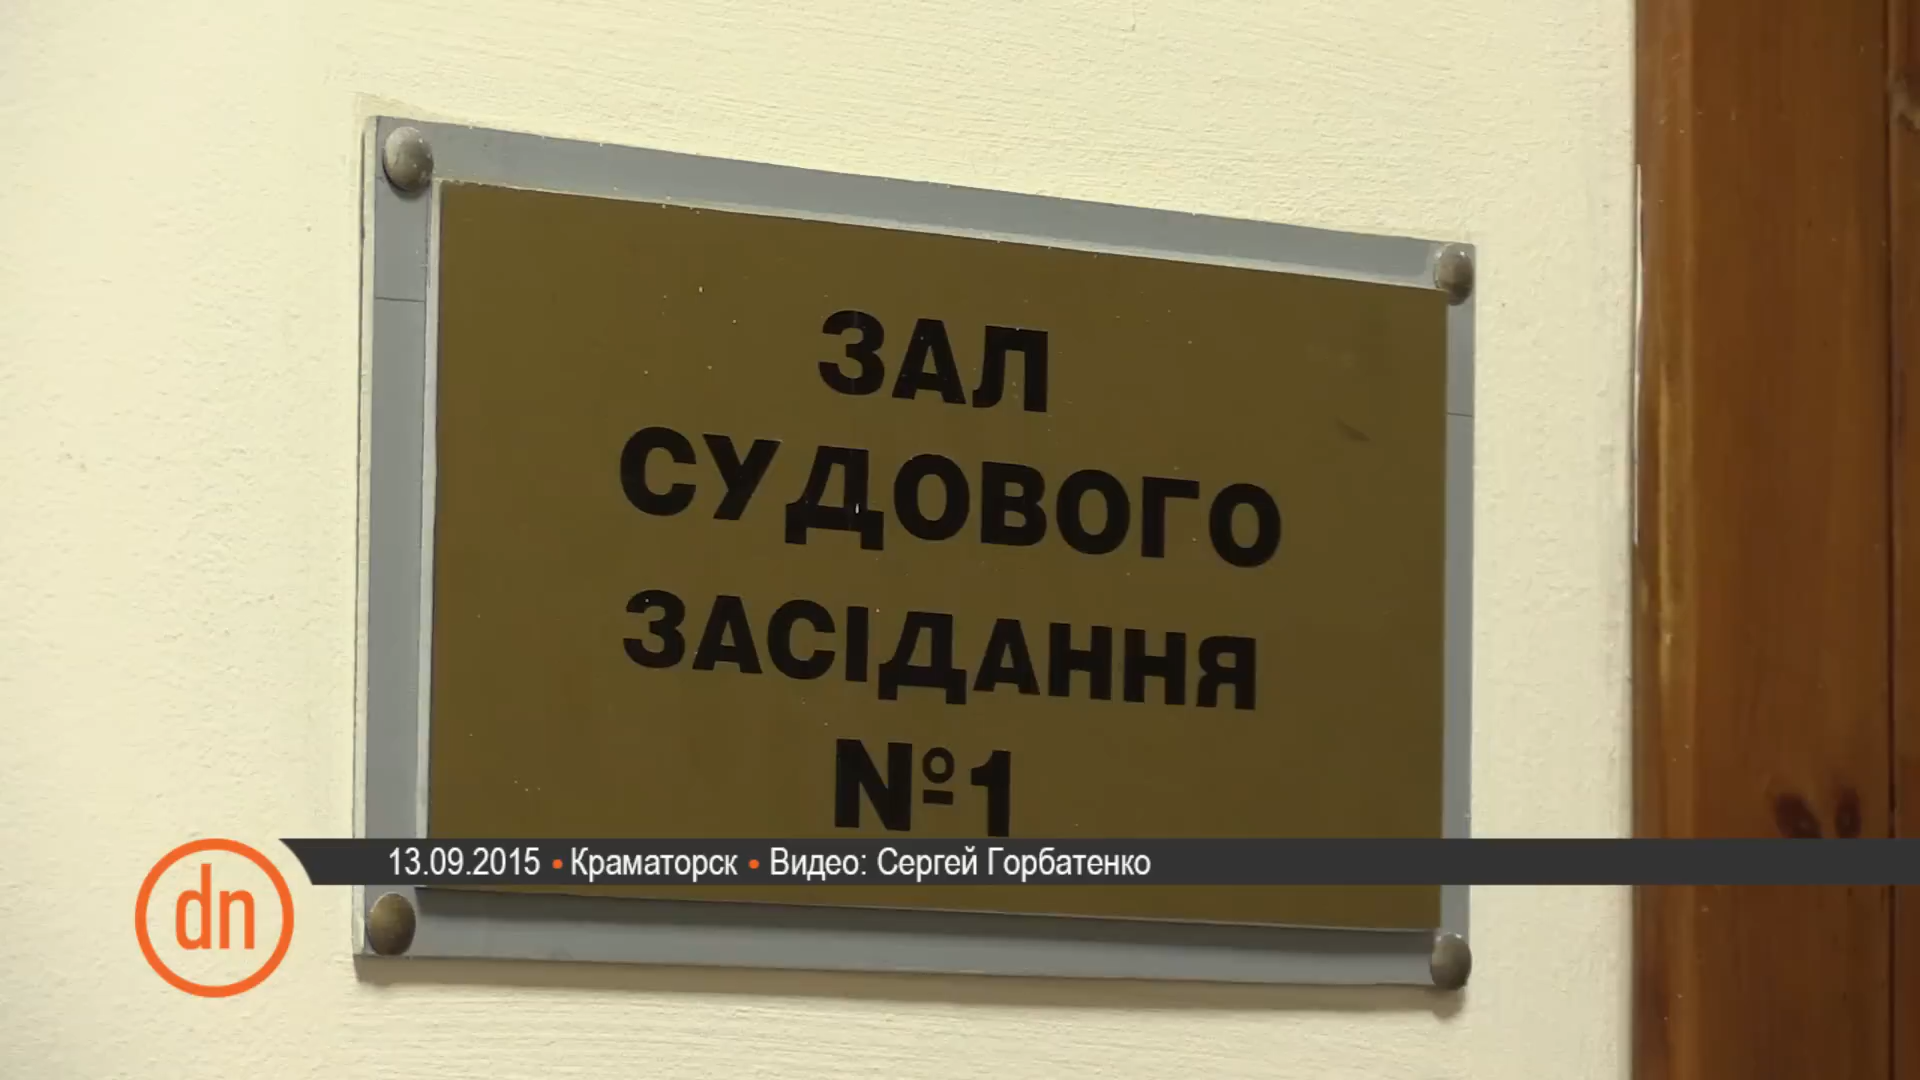 ЗАЛ
СУДОВОГО
ЗАСІДАННЯ
№1
13.09.2015 • Краматорск • Видео: Сергей Горбатенко
dn